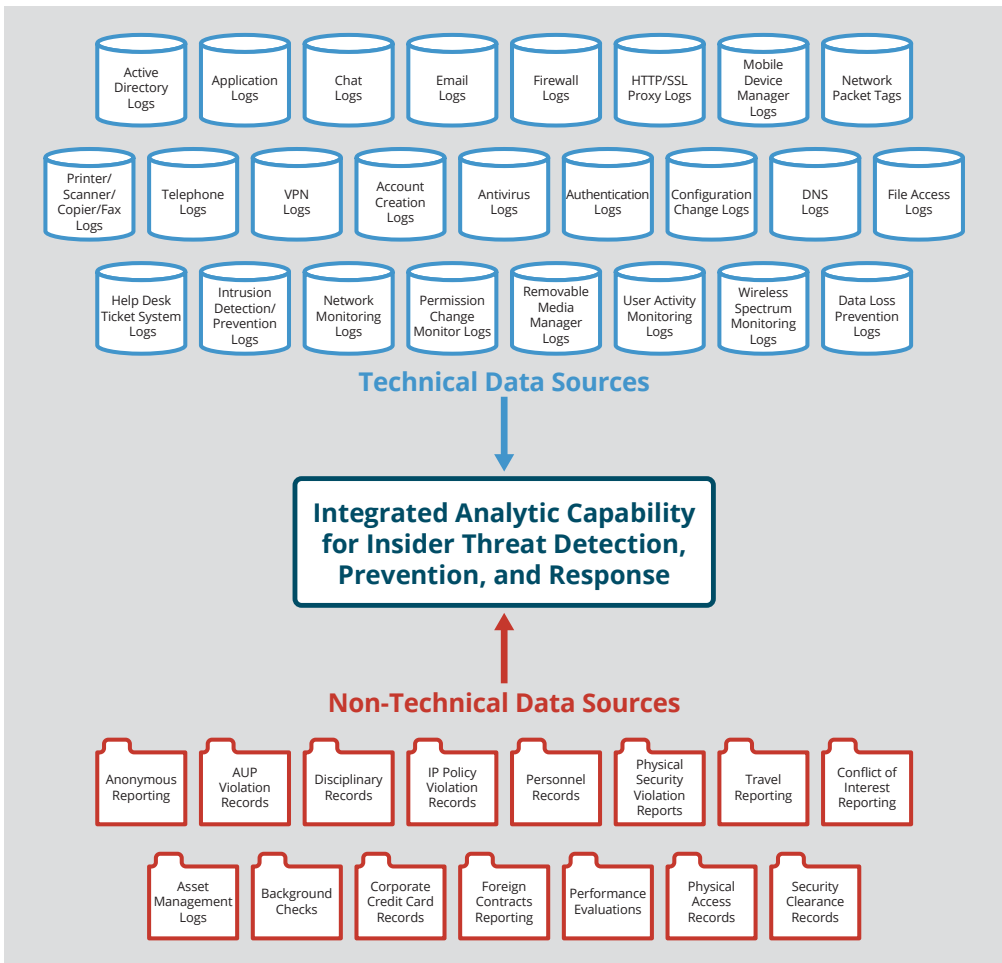 Active
Directory
Logs
Application
Logs
Chat
Logs
Email
Logs
Firewall
Logs
HTTP/SSL
Proxy Logs
Mobile
Device
Manager
Logs
Network
Packet Tags
Printer/
Scanner/
Copier/Fax
Logs
Telephone
Logs
VPN
Logs
Account
Creation
Logs
Antivirus
Logs
Authentication
Logs
Configuration
Change Logs
DNS
Logs
File Access
Logs
Help Desk
Ticket System
Logs
Intrusion
Detection/
Prevention
Logs
Network
Monitoring
Logs
Permission
Change
Monitor Logs
Removable
Media
Manager
Logs
User Activity
Monitoring
Logs
Wireless
Spectrum
Monitoring
Logs
Data Loss
Prevention
Logs
Technical Data Sources
Integrated Analytic Capability
for Insider Threat Detection,
Prevention, and Response
Non-Technical Data Sources
Anonymous
Reporting
AUP
Violation
Records
Disciplinary
Records
IP Policy
Violation
Records
Personnel
Records
Physical
Security
Violation
Reports
Travel
Reporting
Conflict of
Interest
Reporting
Asset
Management
Logs
Background
Checks
Corporate
Credit Card
Records
Foreign
Contracts
Reporting
Performance
Evaluations
Physical
Access
Records
Security
Clearance
Records